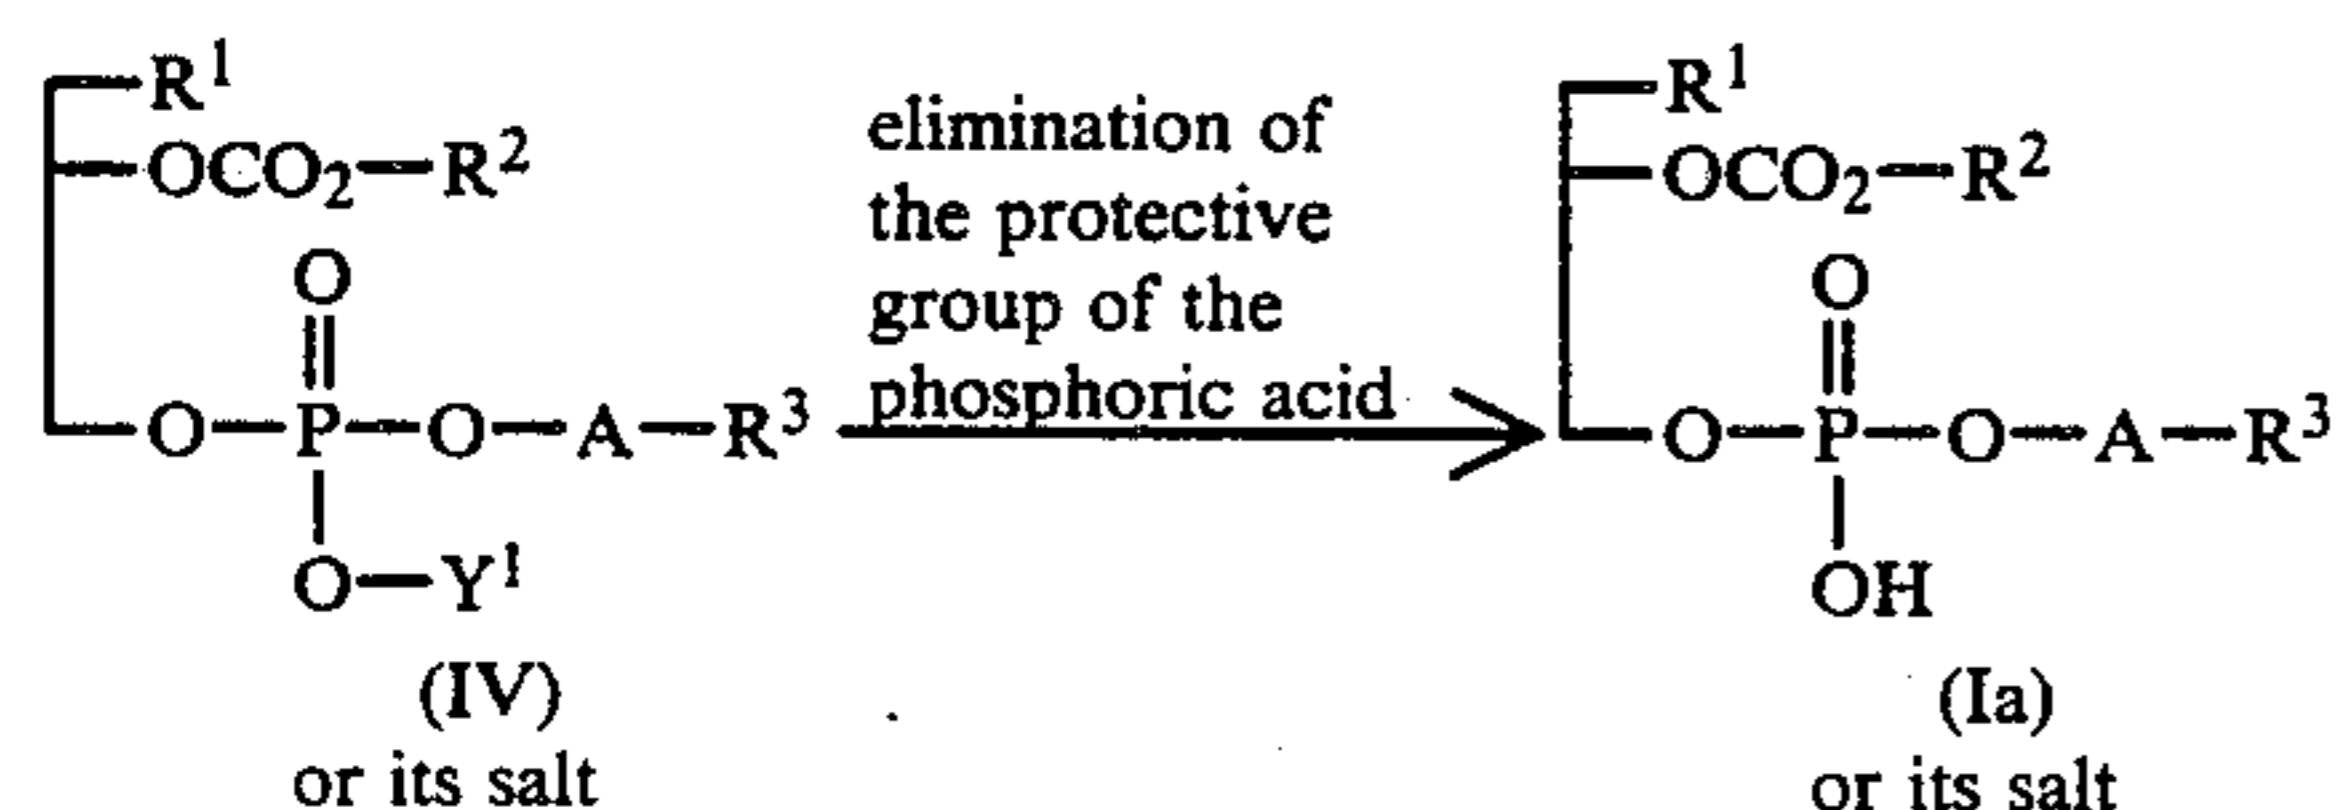 R¹
OCO₂—R²
O
O—P—O—A—R³
O—Y¹
(IV)
or its salt
elimination of
the protective
group of the
phosphoric acid
R¹
OCO₂—R²
O
O—P—O—A—R³
OH
(Ia)
or its salt